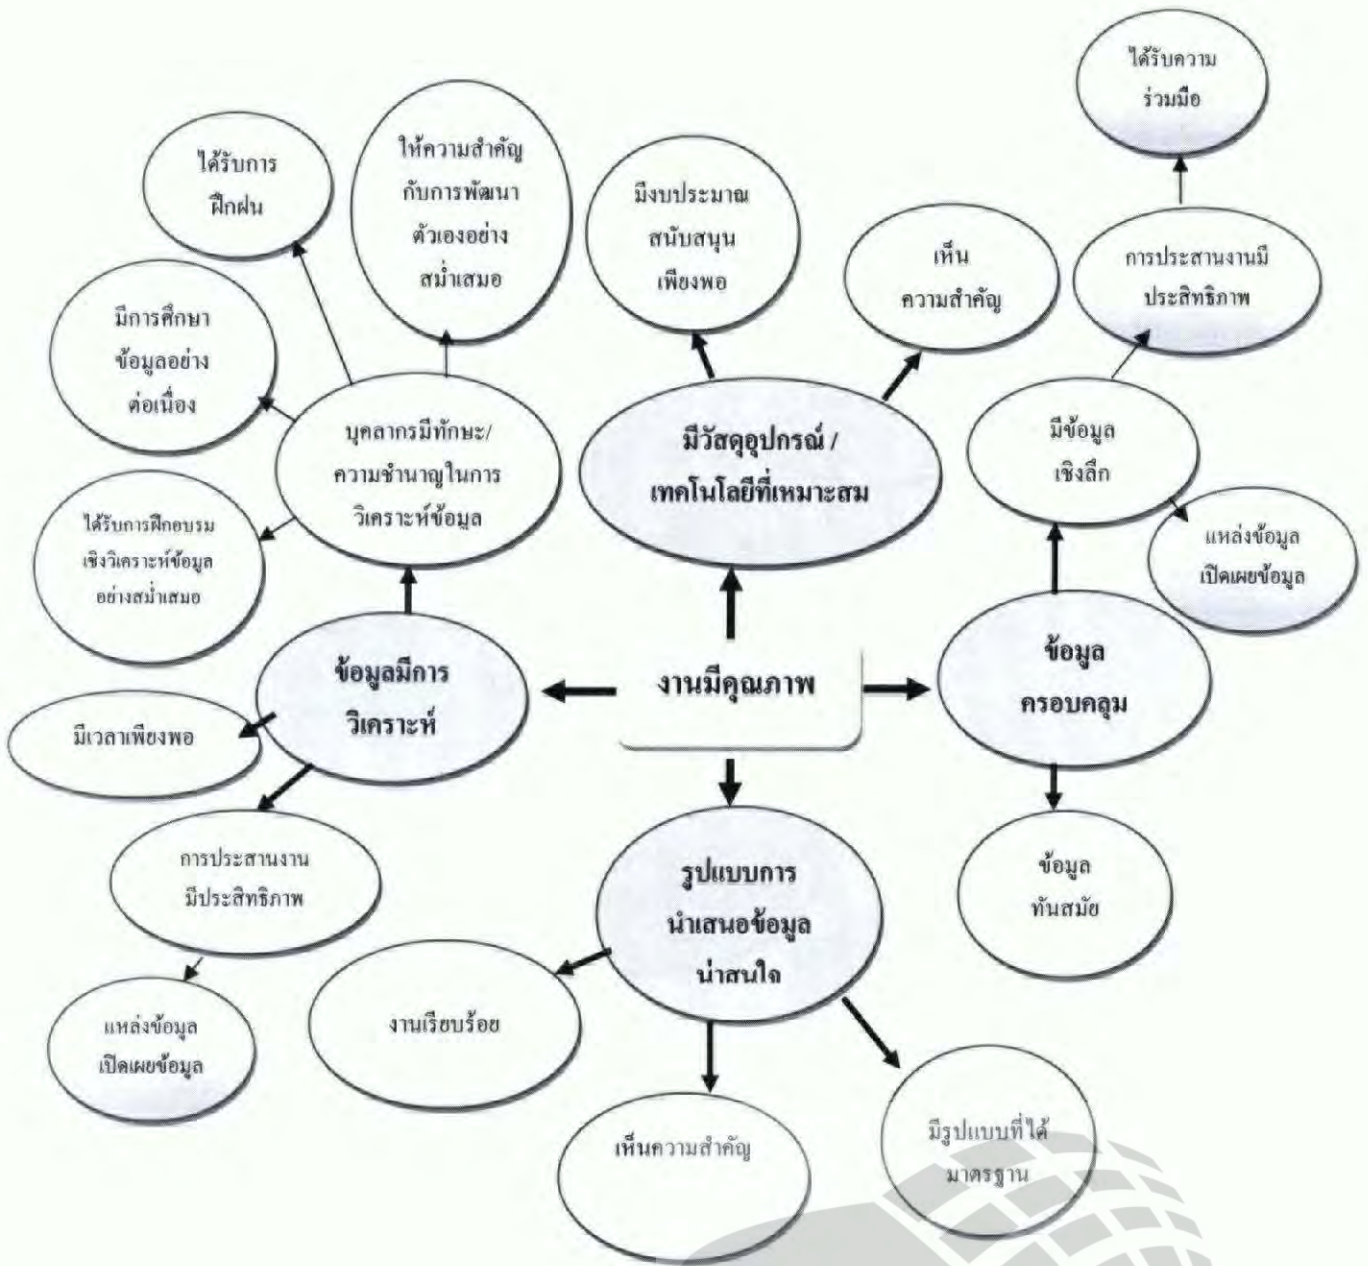 ได้รับความ
ร่วมมือ
ได้รับการ
ฝึกฝน
ให้ความสำคัญ
กับการพัฒนา
ตัวเองอย่าง
สม่ำเสมอ
มีงบประมาณ
สนับสนุน
เพียงพอ
เห็น
ความสำคัญ
การประสานงานมี
ประสิทธิภาพ
มีการศึกษา
ข้อมูลอย่าง
ต่อเนื่อง
บุคลากรมีทักษะ/
ความชำนาญในการ
วิเคราะห์ข้อมูล
มีวัสดุอุปกรณ์ /
เทคโนโลยีที่เหมาะสม
มีข้อมูล
เชิงลึก
ได้รับการฝึกอบรม
เชิงวิเคราะห์ข้อมูล
อย่างสม่ำเสมอ
แหล่งข้อมูล
เปิดเผยข้อมูล
ข้อมูลมีการ
วิเคราะห์
งานมีคุณภาพ
ข้อมูล
ครอบคลุม
มีเวลาเพียงพอ
การประสานงาน
มีประสิทธิภาพ
รูปแบบการ
นำเสนอข้อมูล
น่าสนใจ
ข้อมูล
ทันสมัย
แหล่งข้อมูล
เปิดเผยข้อมูล
งานเรียบร้อย
เห็นความสำคัญ
มีรูปแบบที่ได้
มาตรฐาน